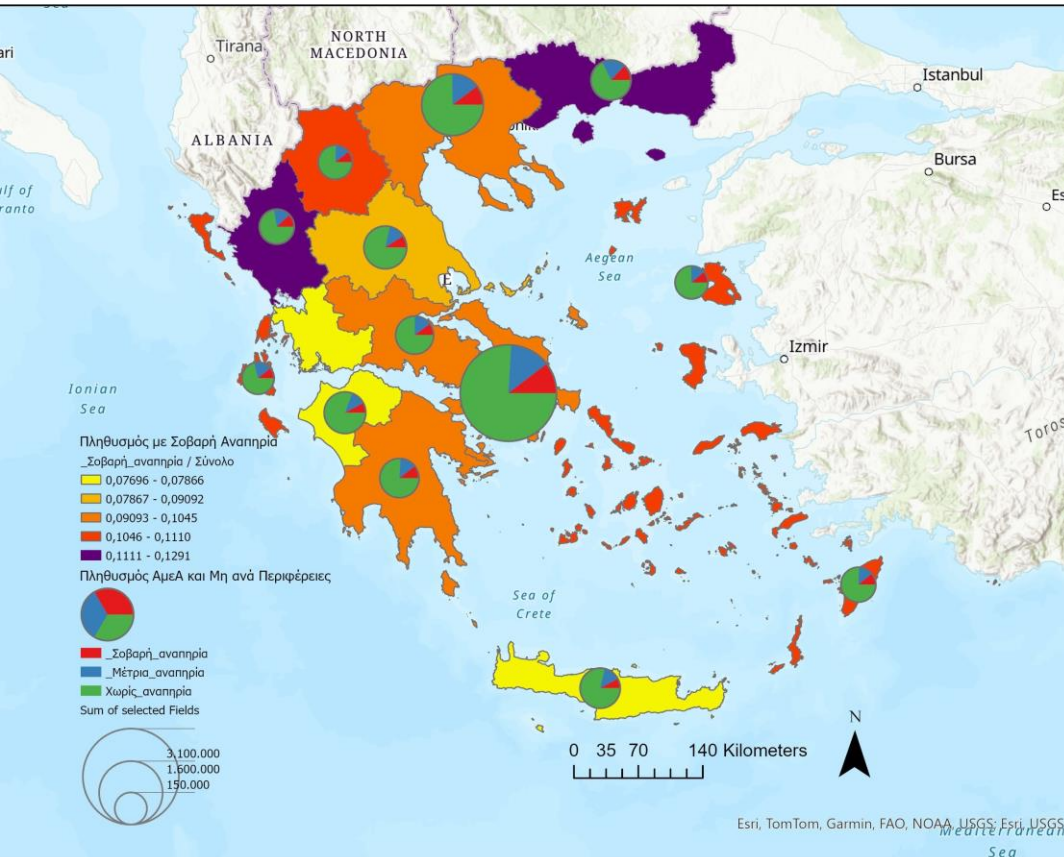 Sea
ari
Tirana
NORTH
MACEDONIA
Istanbul
ALBANIA
Bursa
ulf of
ranto
Es
Aegean
Sea
E
Izmir
Ionian
Sea
Toros
Πληθυσμός με Σοβαρή Αναπηρία
_Σοβαρή_αναπηρία / Σύνολο
0,07696 - 0,07866
0,07867 - 0,09092
0,09093 - 0,1045
0,1046 - 0,1110
0,1111 - 0,1291
Πληθυσμός ΑμεΑ και Μη ανά Περιφέρειες
_Σοβαρή_αναπηρία
_Μέτρια_αναπηρία
Χωρίς_αναπηρία
Sum of selected Fields
3.100.000
1.600.000
150.000
Sea of
Crete
N
0 35 70 140 Kilometers
Esri, TomTom, Garmin, FAO, NOAA, USGS; Esri, USGS
Mediterranean
Sea